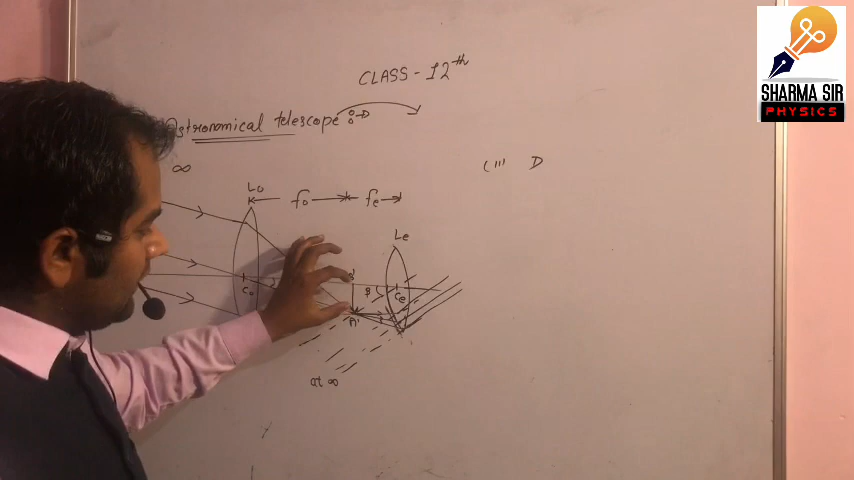 CLASS - 12th
Astronomical telescope
∞
Lo
fo
fe
Le
Co
B'
β
Ce
A'
at ∞
D
SHARMA SIR
PHYSICS